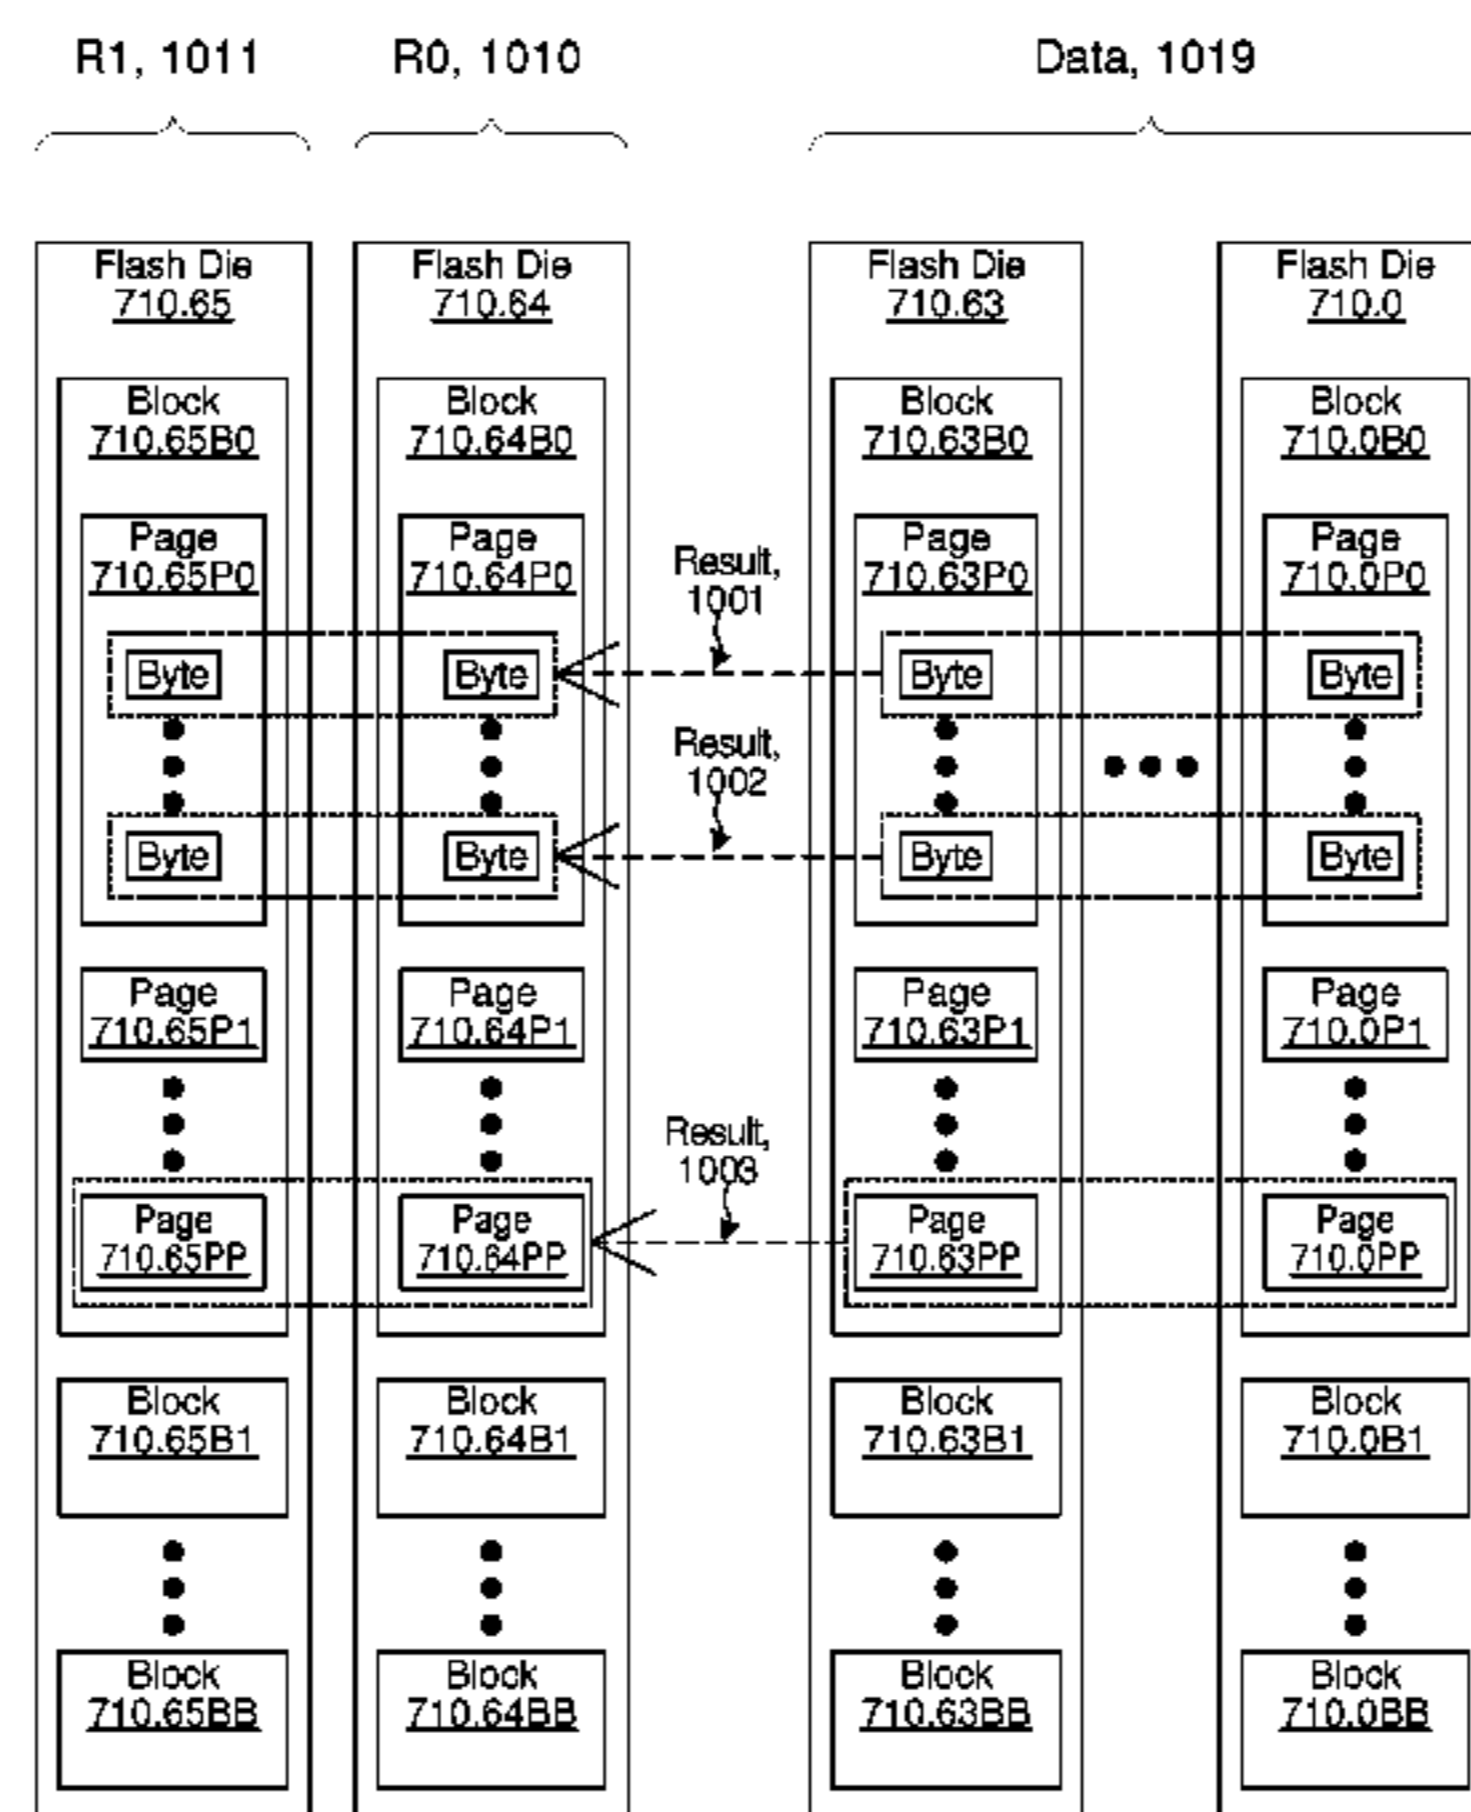 R1, 1011
R0, 1010
Data, 1019
Flash Die
710.65
Flash Die
710.64
Flash Die
710.63
Flash Die
710.0
Block
710.65B0
Block
710.64B0
Block
710.63B0
Block
710.0B0
Page
710.65P0
Page
710.64P0
Result,
1001
Page
710.63P0
Page
710.0P0
Byte
Byte
Byte
Byte
Result,
1002
Byte
Byte
Byte
Byte
Page
710.65P1
Page
710.64P1
Page
710.63P1
Page
710.0P1
Result,
1003
Page
710.65PP
Page
710.64PP
Page
710.63PP
Page
710.0PP
Block
710.65B1
Block
710.64B1
Block
710.63B1
Block
710.0B1
Block
710.65BB
Block
710.64BB
Block
710.63BB
Block
710.0BB